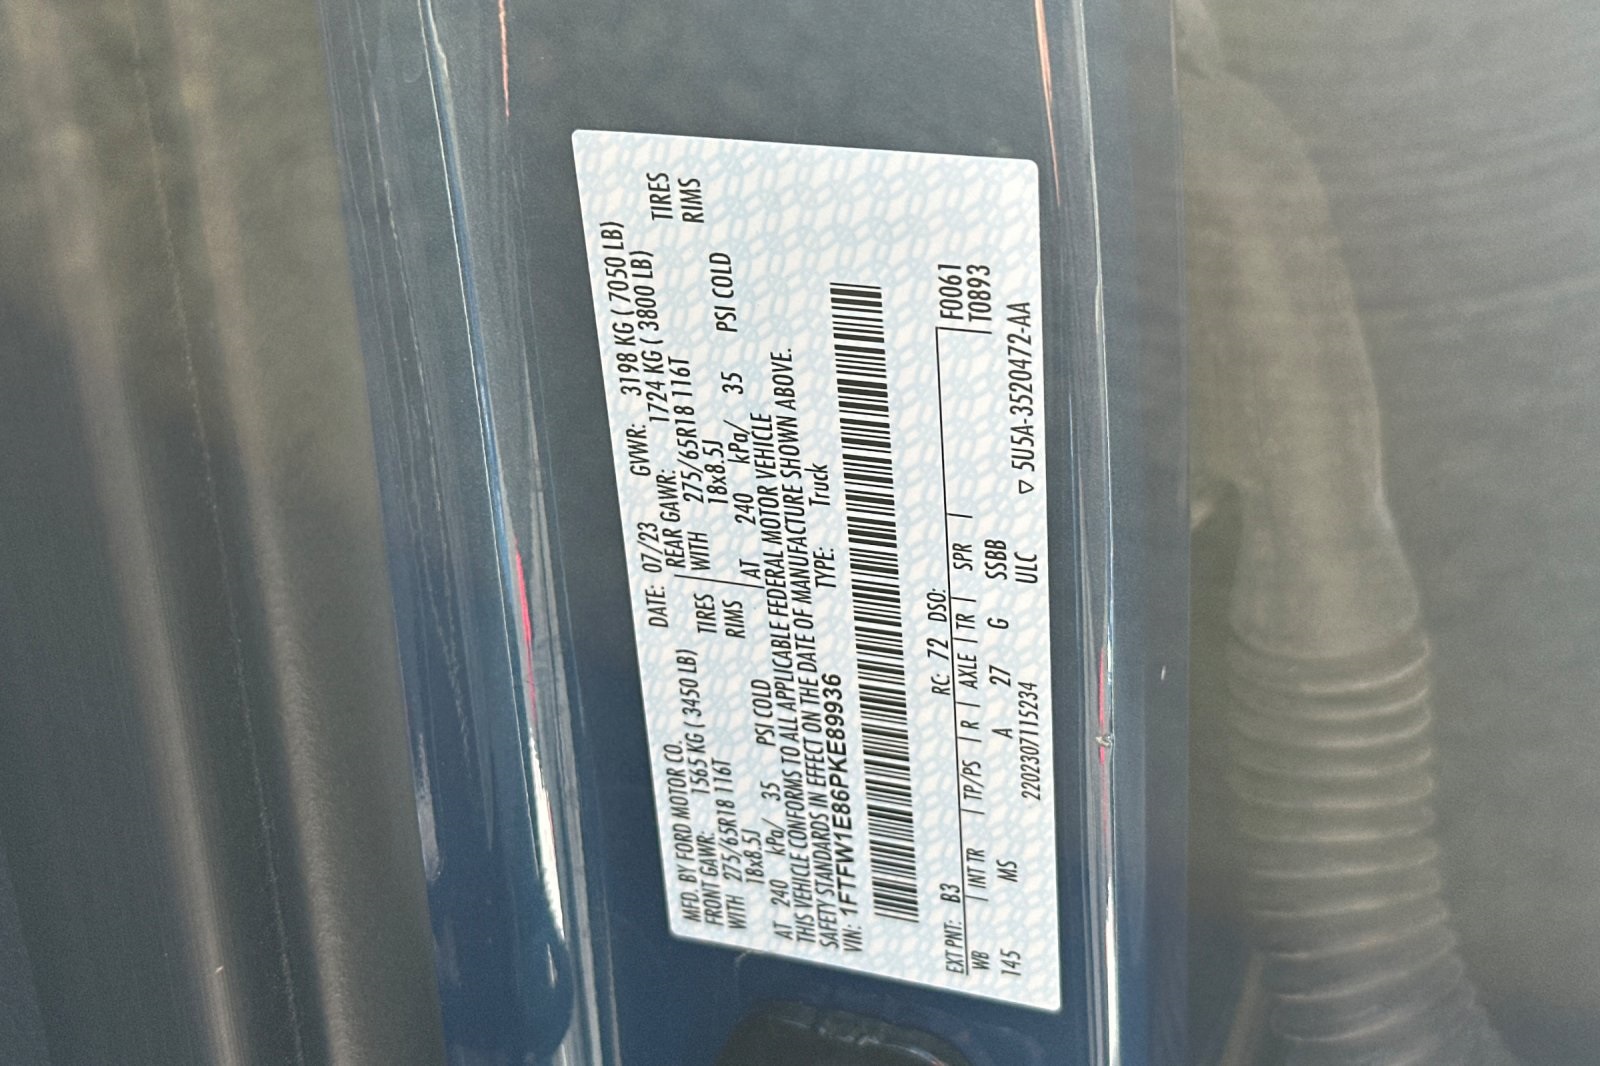 MFD. BY FORD MOTOR CO. DATE: 07/23 GVWR: 3198 KG ( 7050 LB)
FRONT GAWR: 1565 KG ( 3450 LB) REAR GAWR: 1724 KG ( 3800 LB)
WITH 275/65R18 116T TIRES WITH 275/65R18 116T TIRES
18x8.5J RIMS 18x8.5J RIMS
AT 240 kPa/ 35 PSI COLD AT 240 kPa/ 35 PSI COLD
THIS VEHICLE CONFORMS TO ALL APPLICABLE FEDERAL MOTOR VEHICLE
SAFETY STANDARDS IN EFFECT ON THE DATE OF MANUFACTURE SHOWN ABOVE.
VIN: 1FTFW1E86PKE89936 TYPE: Truck
EXT PNT: B3 RC: 72 DSO: F0061
WB INT TR TP/PS R AXLE TR SPR T0893
145 MS A 27 G SSBB
220230711523​4 ULC ▽ 5U5A-3520472-AA